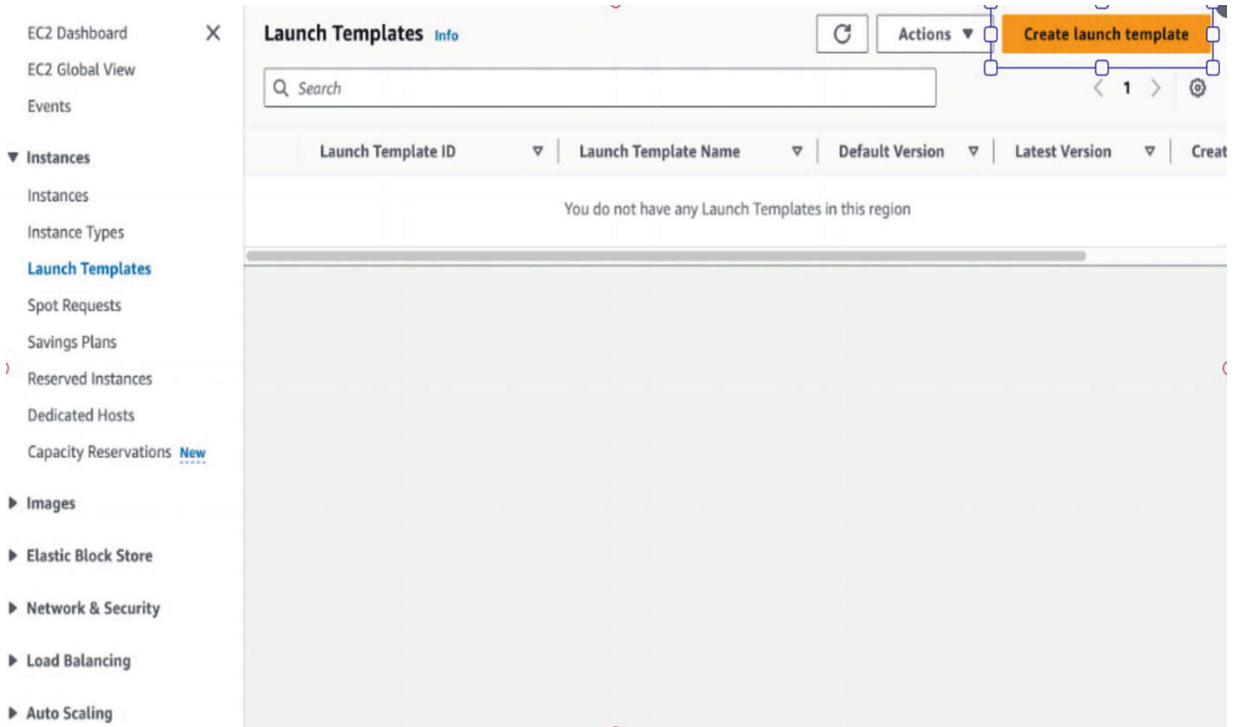 EC2 Dashboard
EC2 Global View
Events
Instances
Instances
Instance Types
Launch Templates
Spot Requests
Savings Plans
Reserved Instances
Dedicated Hosts
Capacity Reservations New
Images
Elastic Block Store
Network & Security
Load Balancing
Auto Scaling
Launch Templates Info
Actions
Create launch template
Search
1
Launch Template ID Launch Template Name Default Version Latest Version Creat
You do not have any Launch Templates in this region